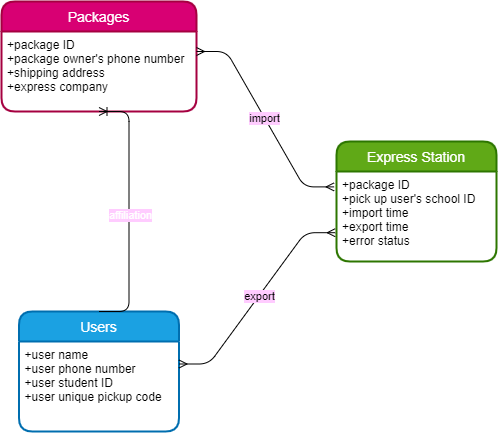 Packages
+package ID
+package owner's phone number
+shipping address
+express company
import
Express Station
+package ID
+pick up user's school ID
+import time
+export time
+error status
affiliation
export
Users
+user name
+user phone number
+user student ID
+user unique pickup code